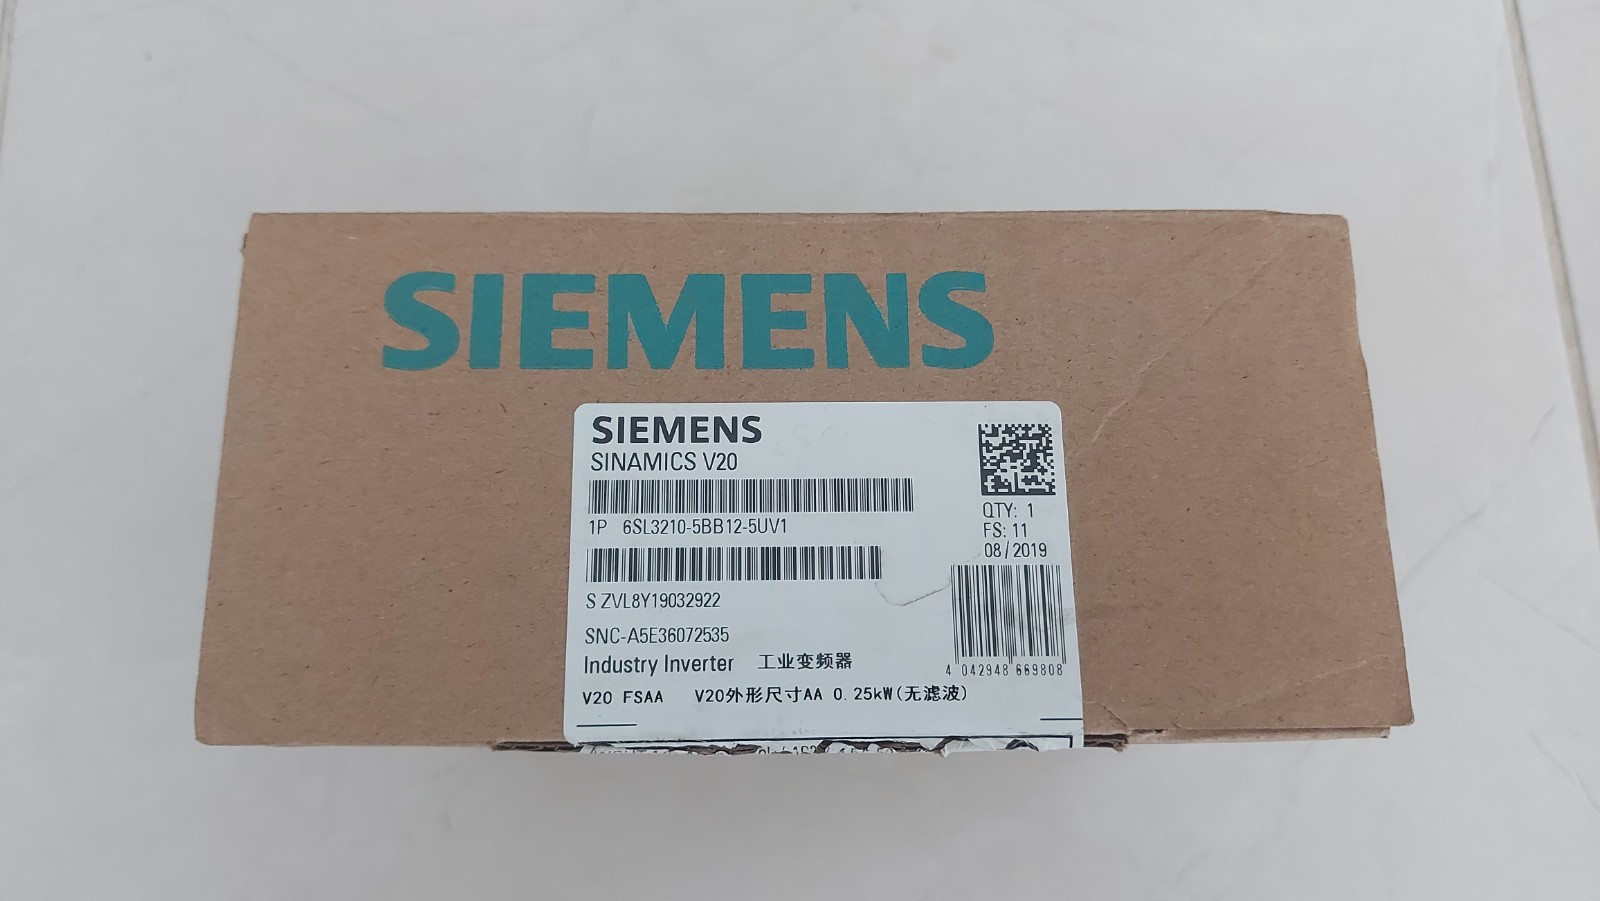 SIEMENS
SIEMENS
SINAMICS V20
1P 6SL3210-5BB12-5UV1
QTY: 1
FS: 11
08/2019
S ZVL8Y19032922
SNC-A5E36072535
Industry Inverter 工业变频器
4 042948 669808
V20 FSAA V20外形尺寸AA 0.25kW(无滤波)